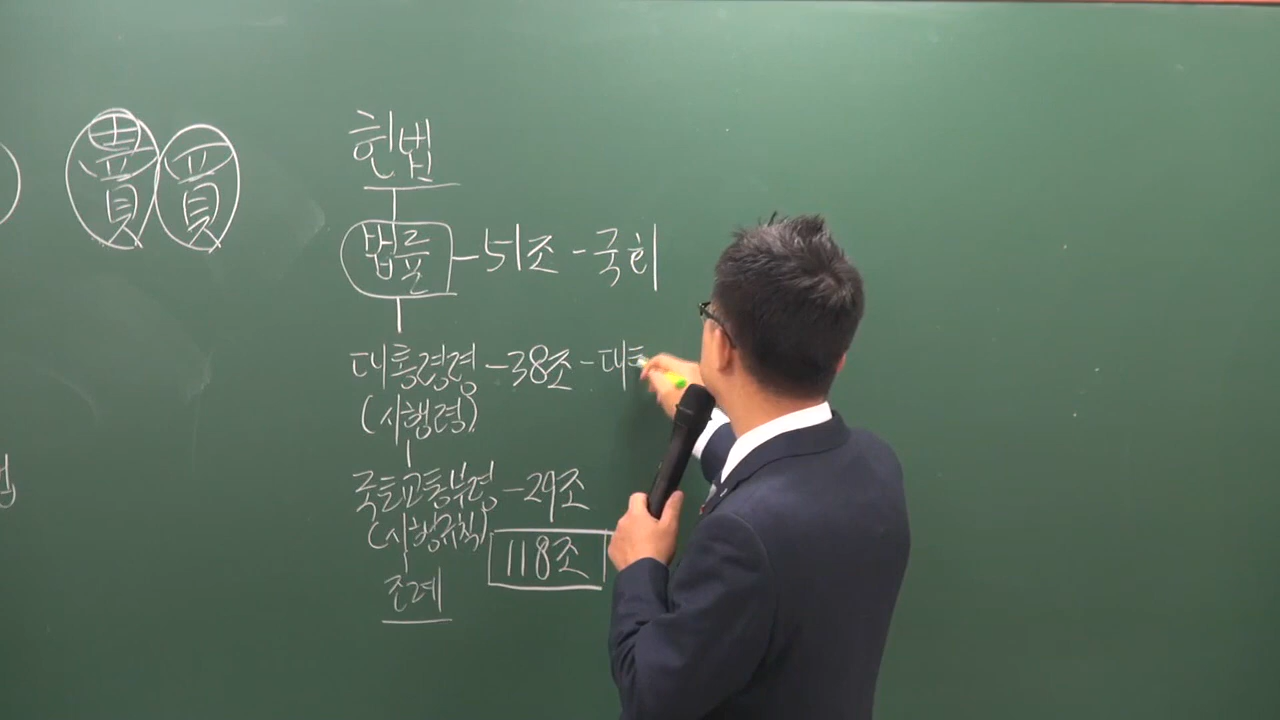 賣 買
헌법
법률 - 51조 - 국회
대통령령 - 38조 - 대통
(시행령)
국토교통부령 - 29조
(시행규칙)
118조
조례